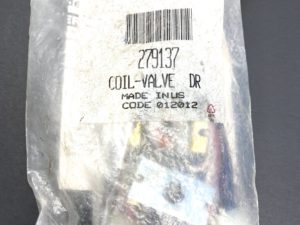 279137
COIL-VALVE DR
MADE IN US
CODE 012012